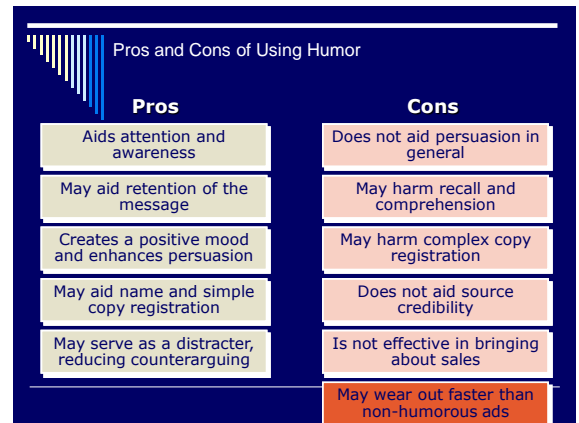 Pros and Cons of Using Humor
Pros
Aids attention and
awareness
May aid retention of the
message
Creates a positive mood
and enhances persuasion
May aid name and simple
copy registration
May serve as a distracter,
reducing counterarguing
Cons
Does not aid persuasion in
general
May harm recall and
comprehension
May harm complex copy
registration
Does not aid source
credibility
Is not effective in bringing
about sales
May wear out faster than
non-humorous ads